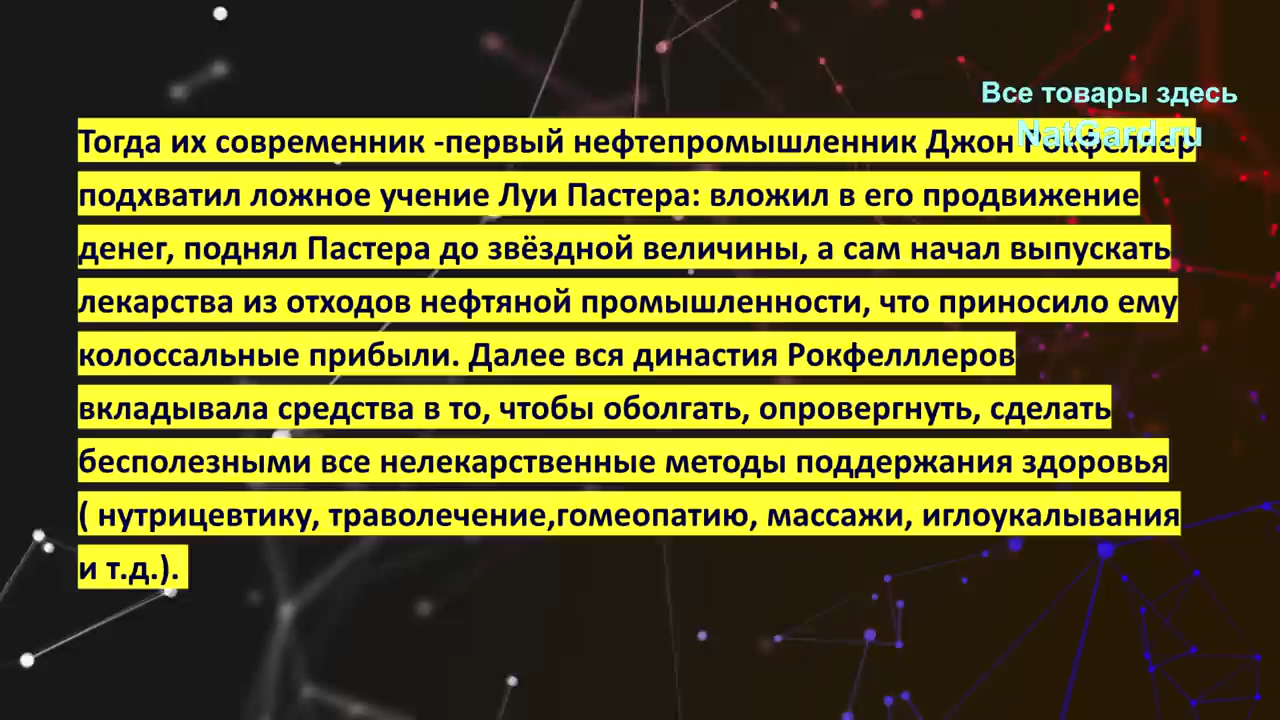 Все товары здесь
NatGard.ru
Тогда их современник -первый нефтепромышленник Джон Рокфеллер
подхватил ложное учение Луи Пастера: вложил в его продвижение
денег, поднял Пастера до звёздной величины, а сам начал выпускать
лекарства из отходов нефтяной промышленности, что приносило ему
колоссальные прибыли. Далее вся династия Рокфелллеров
вкладывала средства в то, чтобы оболгать, опровергнуть, сделать
бесполезными все нелекарственные методы поддержания здоровья
( нутрицевтику, траволечение,гомеопатию, массажи, иглоукалывания
и т.д.).